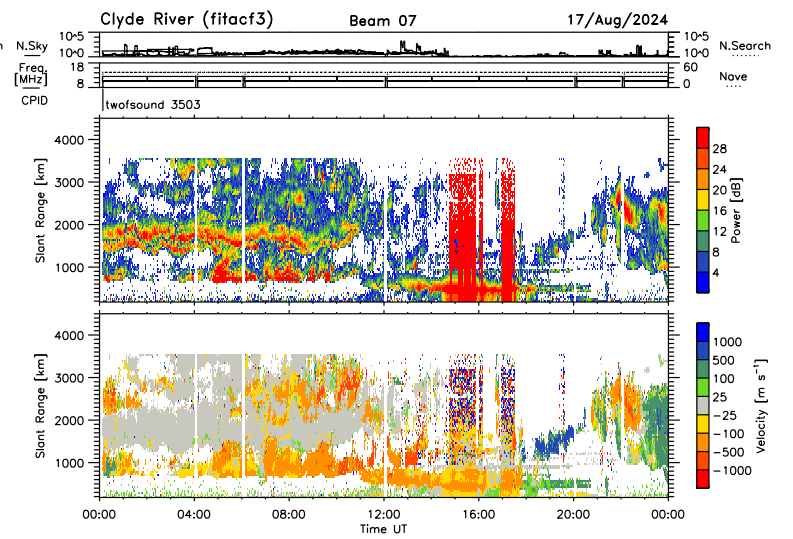 Clyde River (fitacf3) Beam 07 17/Aug/2024
N.Sky 10^5 10^0 10^5 10^0 N.Search
Freq [MHz] 18 8 60 0 Nave
CPID twofsound 3503
Slant Range [km] 4000 3000 2000 1000
Power [dB] 28 24 20 16 12 8 4
Slant Range [km] 4000 3000 2000 1000
Velocity [m s⁻¹] 1000 500 100 25 -25 -100 -500 -1000
00:00 04:00 08:00 12:00 16:00 20:00 00:00
Time UT